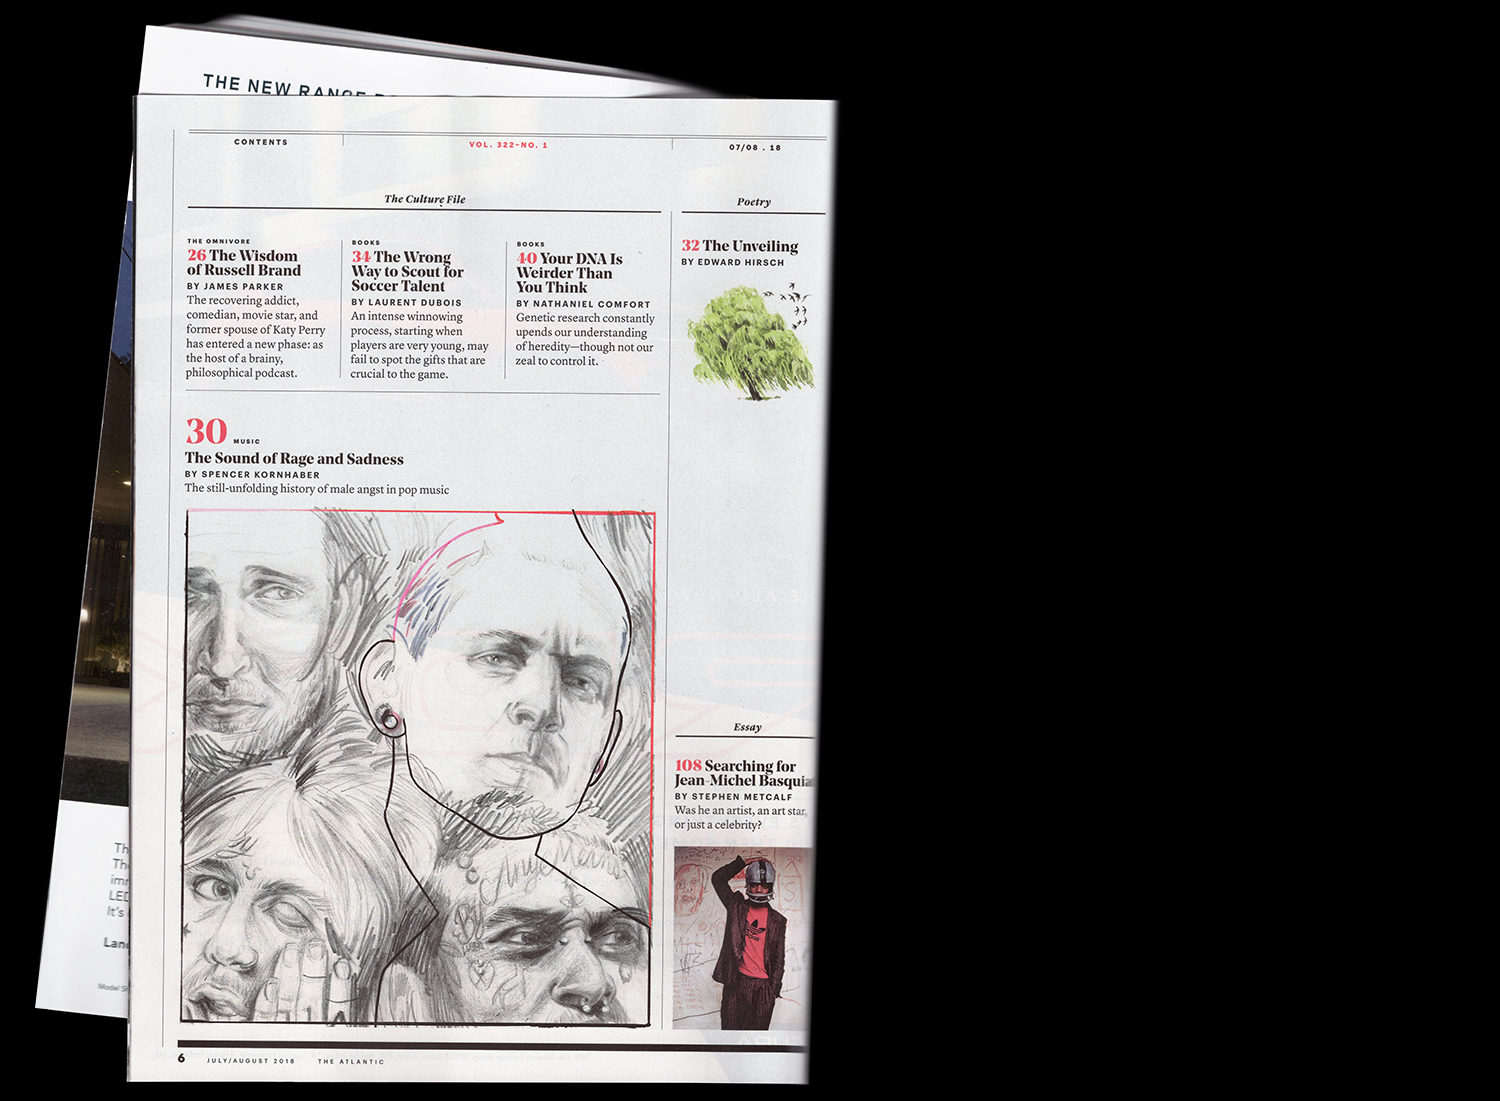 THE NEW RANGE
CONTENTS
VOL. 322–NO. 1
07/08 . 18
The Culture File
THE OMNIVORE
26 The Wisdom
of Russell Brand
BY JAMES PARKER
The recovering addict,
comedian, movie star, and
former spouse of Katy Perry
has entered a new phase: as
the host of a brainy,
philosophical podcast.
BOOKS
34 The Wrong
Way to Scout for
Soccer Talent
BY LAURENT DUBOIS
An intense winnowing
process, starting when
players are very young, may
fail to spot the gifts that are
crucial to the game.
BOOKS
40 Your DNA Is
Weirder Than
You Think
BY NATHANIEL COMFORT
Genetic research constantly
upends our understanding
of heredity—though not our
zeal to control it.
Poetry
32 The Unveiling
BY EDWARD HIRSCH
30 MUSIC
The Sound of Rage and Sadness
BY SPENCER KORNHABER
The still-unfolding history of male angst in pop music
Essay
108 Searching for
Jean-Michel Basquia
BY STEPHEN METCALF
Was he an artist, an art star,
or just a celebrity?
Th
Th
im
LED
It's
Land
Model
6 JULY/AUGUST 2018 THE ATLANTIC